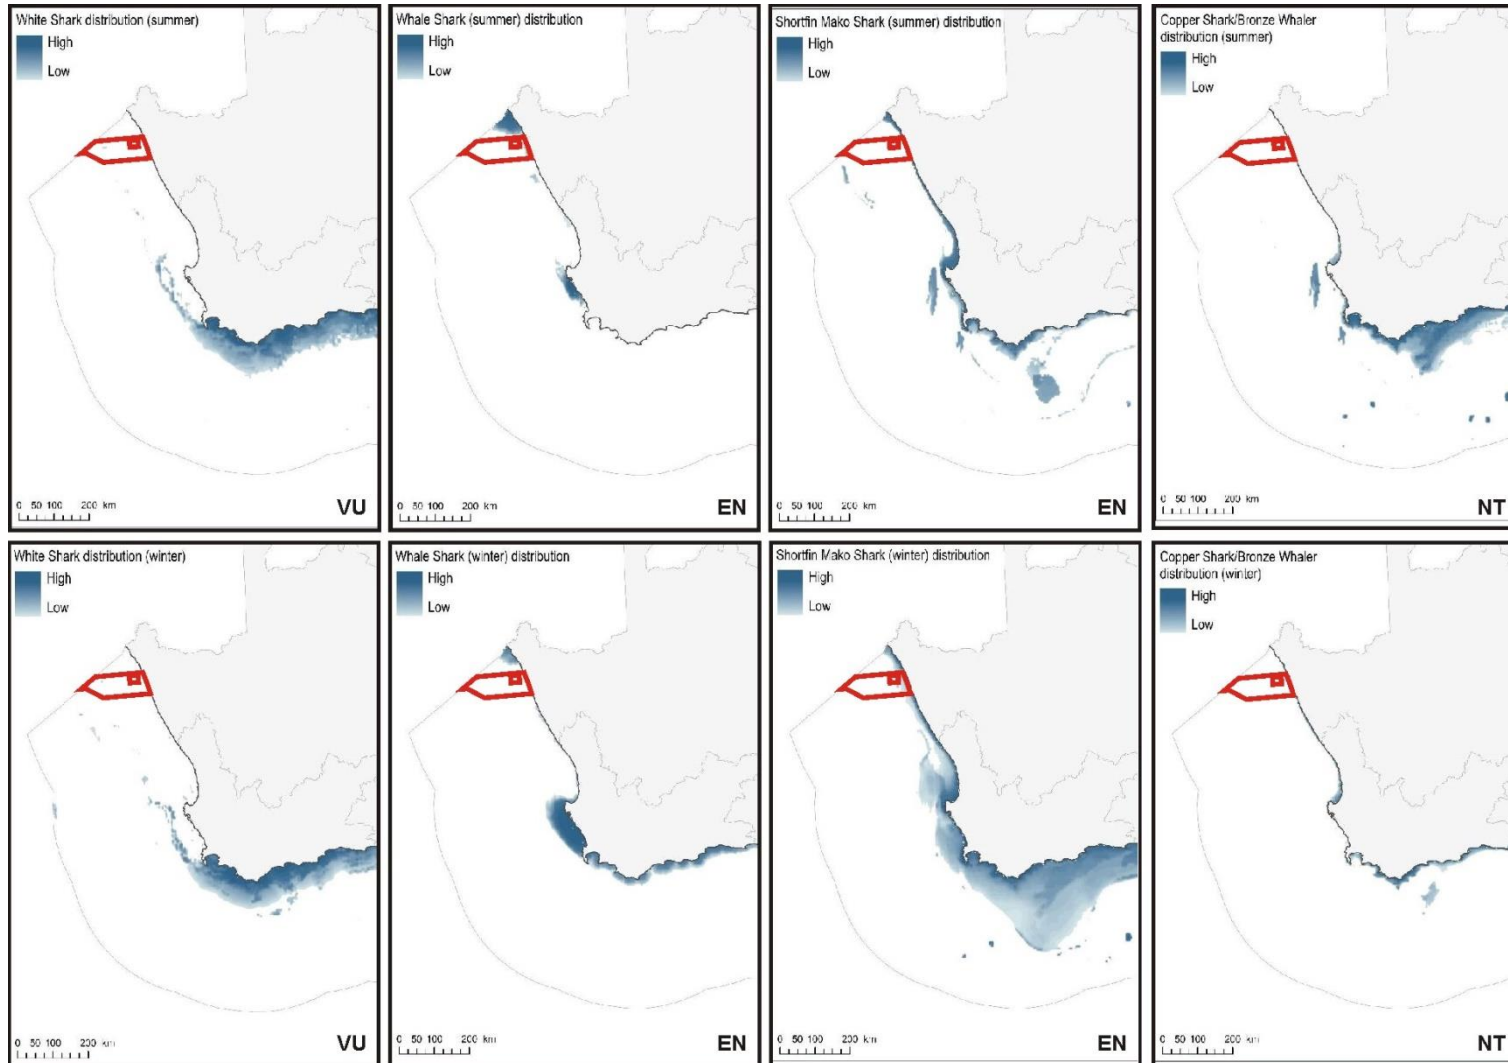 White Shark distribution (summer)
High
Low
0 50 100 200 km
VU
Whale Shark (summer) distribution
High
Low
0 50 100 200 km
EN
Shortfin Mako Shark (summer) distribution
High
Low
0 50 100 200 km
EN
Copper Shark/Bronze Whaler
distribution (summer)
High
Low
0 50 100 200 km
NT
White Shark distribution (winter)
High
Low
0 50 100 200 km
VU
Whale Shark (winter) distribution
High
Low
0 50 100 200 km
EN
Shortfin Mako Shark (winter) distribution
High
Low
0 50 100 200 km
EN
Copper Shark/Bronze Whaler
distribution (winter)
High
Low
0 50 100 200 km
NT